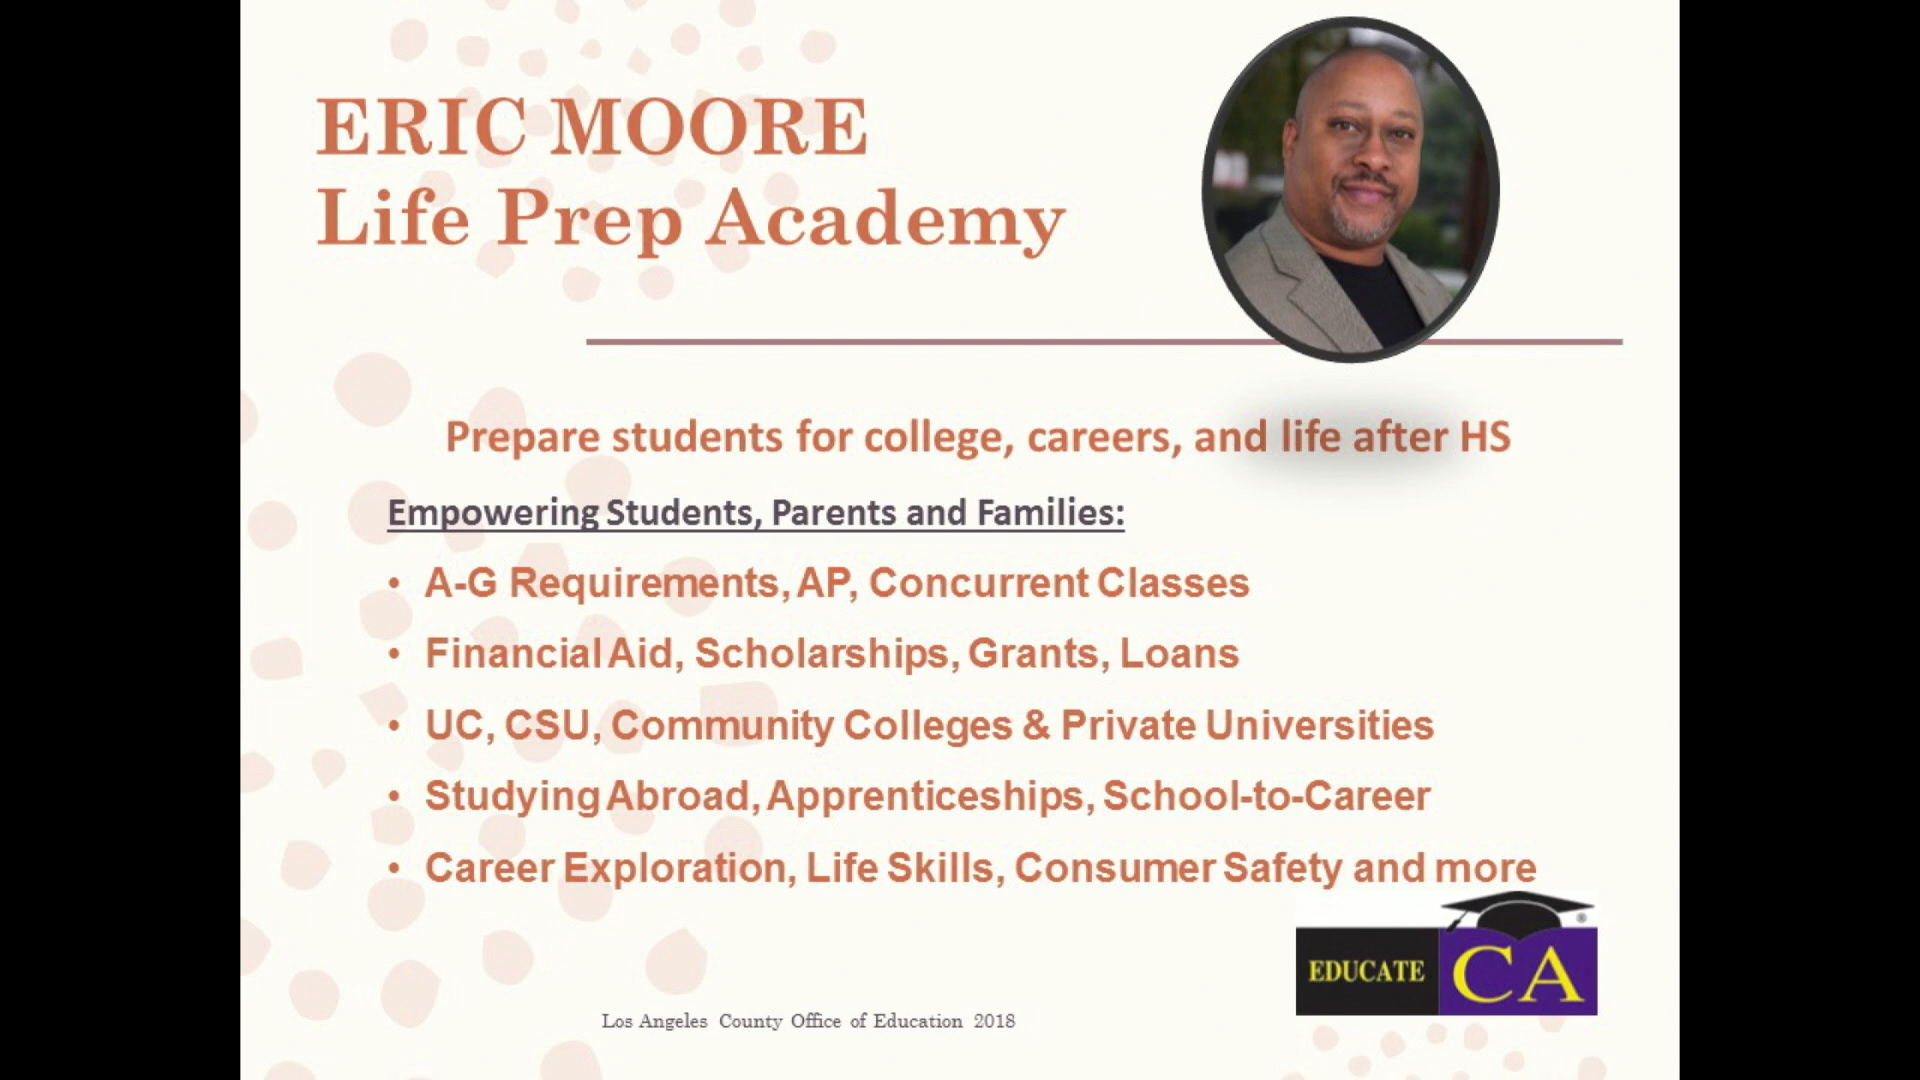 ERIC MOORE
Life Prep Academy
Prepare students for college, careers, and life after HS
Empowering Students, Parents and Families:
• A-G Requirements, AP, Concurrent Classes
• Financial Aid, Scholarships, Grants, Loans
• UC, CSU, Community Colleges & Private Universities
• Studying Abroad, Apprenticeships, School-to-Career
• Career Exploration, Life Skills, Consumer Safety and more
®
EDUCATE CA
Los Angeles County Office of Education 2018